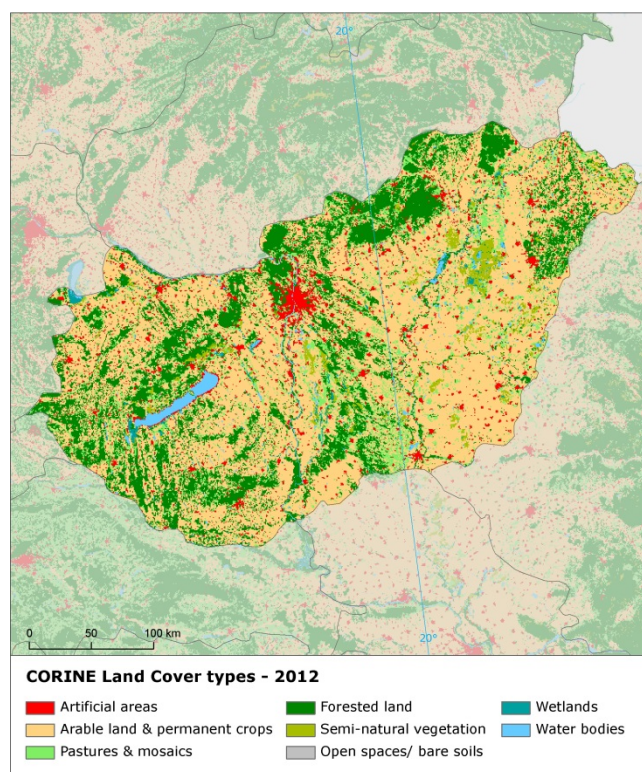 20°
20°
0 50 100 km
CORINE Land Cover types - 2012
Artificial areas
Forested land
Wetlands
Arable land & permanent crops
Semi-natural vegetation
Water bodies
Pastures & mosaics
Open spaces/ bare soils